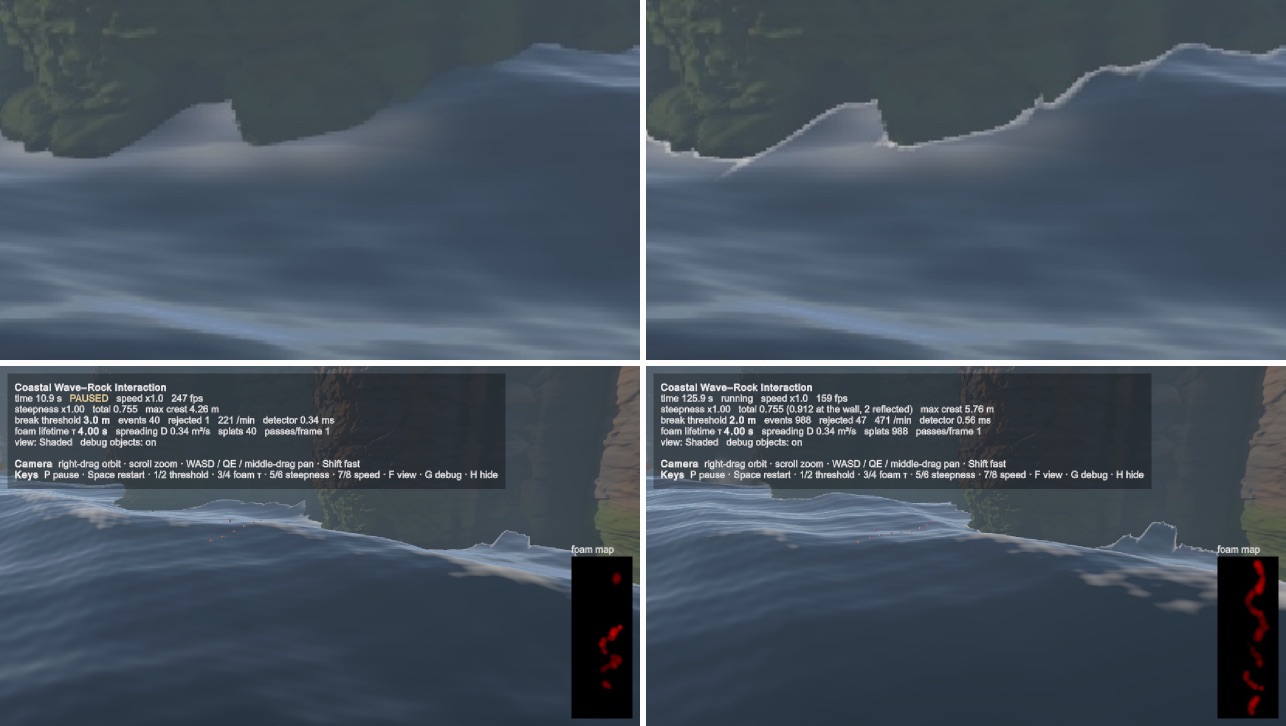 Coastal Wave–Rock Interaction
time 10.9 s PAUSED speed x1.0 247 fps
steepness x1.00 total 0.755 max crest 4.26 m
break threshold 3.0 m events 40 rejected 1 221 /min detector 0.34 ms
foam lifetime τ 4.00 s spreading D 0.34 m²/s splats 40 passes/frame 1
view: Shaded debug objects: on
Camera right-drag orbit · scroll zoom · WASD / QE / middle-drag pan · Shift fast
Keys P pause · Space restart · 1/2 threshold · 3/4 foam τ · 5/6 steepness · 7/8 speed · F view · G debug · H hide
foam map
Coastal Wave–Rock Interaction
time 125.9 s running speed x1.0 159 fps
steepness x1.00 total 0.755 (0.912 at the wall, 2 reflected) max crest 5.76 m
break threshold 2.0 m events 988 rejected 47 471 /min detector 0.56 ms
foam lifetime τ 4.00 s spreading D 0.34 m²/s splats 988 passes/frame 1
view: Shaded debug objects: on
Camera right-drag orbit · scroll zoom · WASD / QE / middle-drag pan · Shift fast
Keys P pause · Space restart · 1/2 threshold · 3/4 foam τ · 5/6 steepness · 7/8 speed · F view · G debug · H hide
foam map